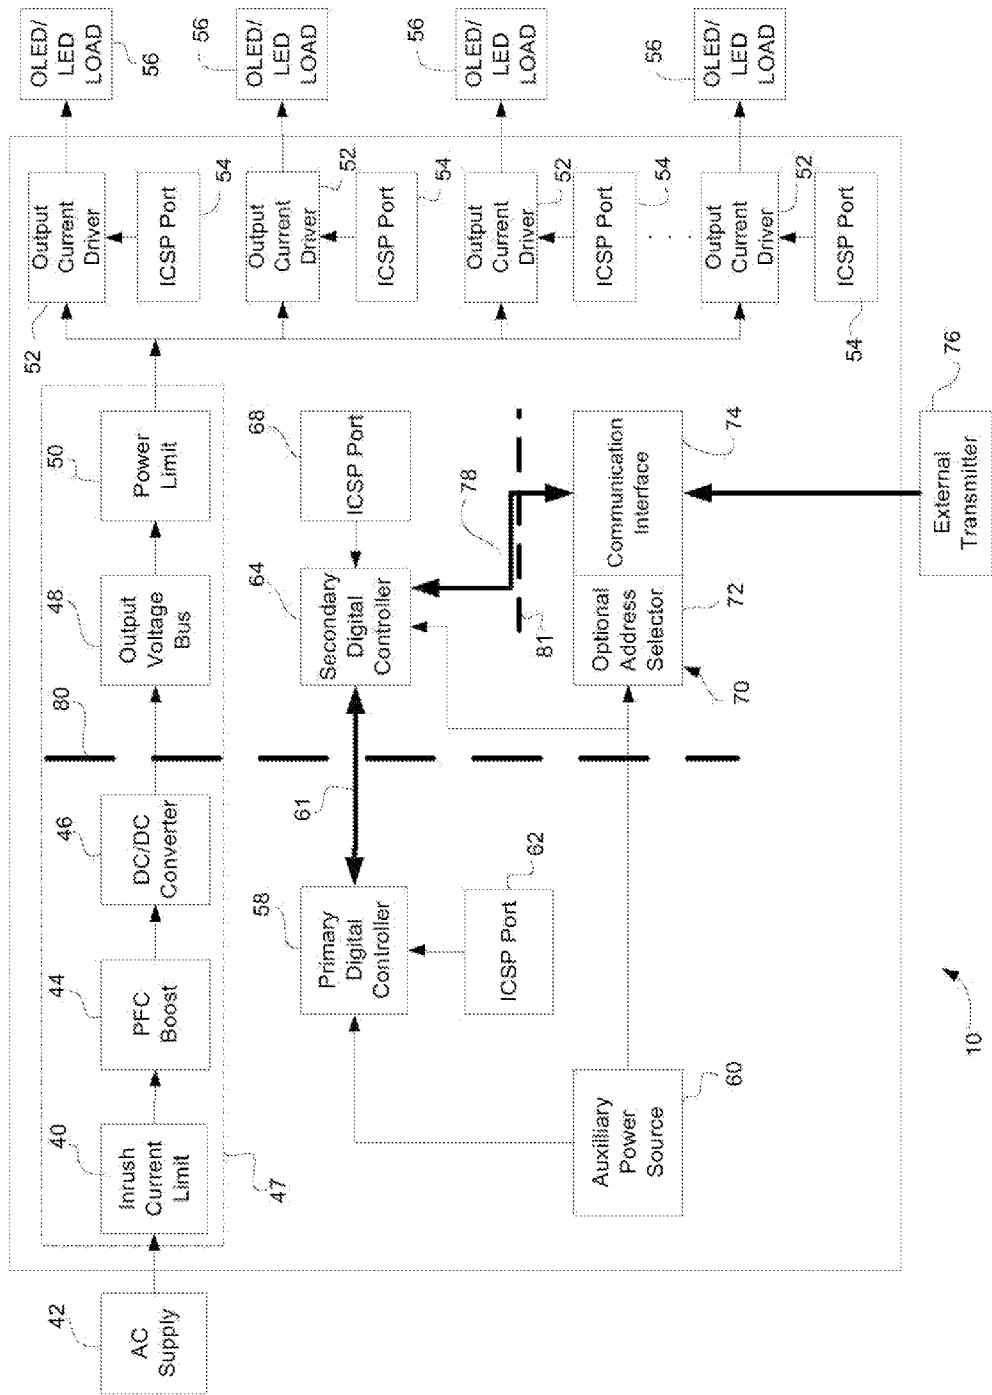 42
AC
Supply
40
Inrush
Current
Limit
44
PFC
Boost
46
DC/DC
Converter
47
80
48
Output
Voltage
Bus
50
Power
Limit
52
Output
Current
Driver
ICSP Port
54
OLED/
LED
LOAD
56
Output
Current
Driver
52
ICSP Port
54
OLED/
LED
LOAD
56
Output
Current
Driver
52
ICSP Port
54
OLED/
LED
LOAD
56
. . . .
Output
Current
Driver
52
ICSP Port
54
OLED/
LED
LOAD
56
58
Primary
Digital
Controller
61
ICSP Port
62
64
Secondary
Digital
Controller
68
ICSP Port
78
81
Auxiliary
Power
Source
60
Optional
Address
Selector
72
70
Communication
Interface
74
External
Transmitter
76
10